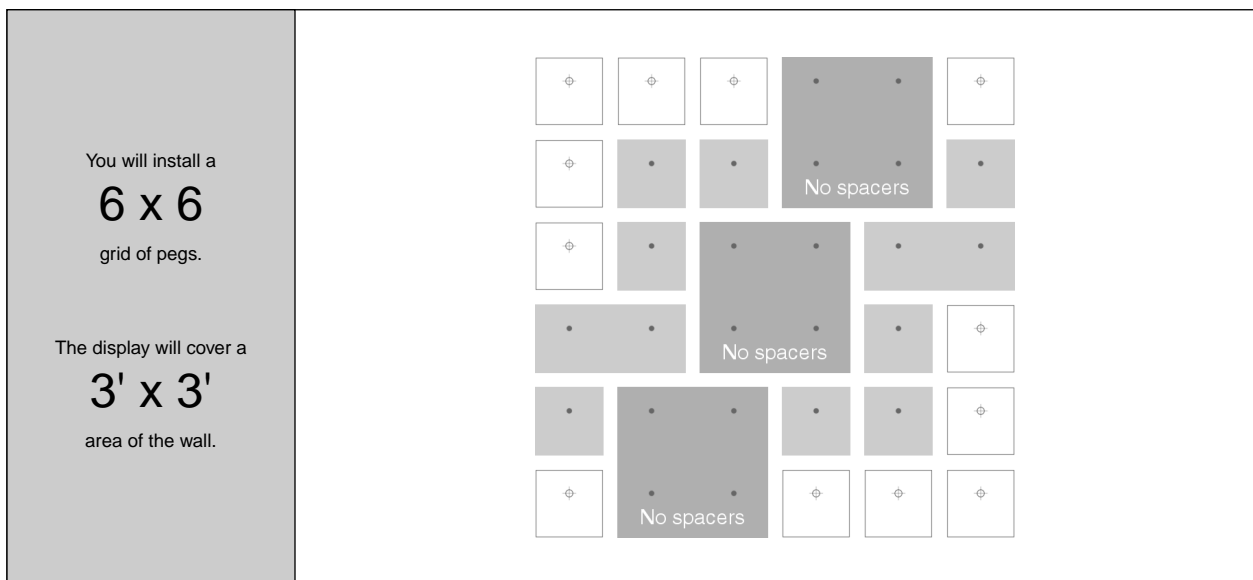 You will install a
6 x 6
grid of pegs.
The display will cover a
3' x 3'
area of the wall.
No spacers
No spacers
No spacers